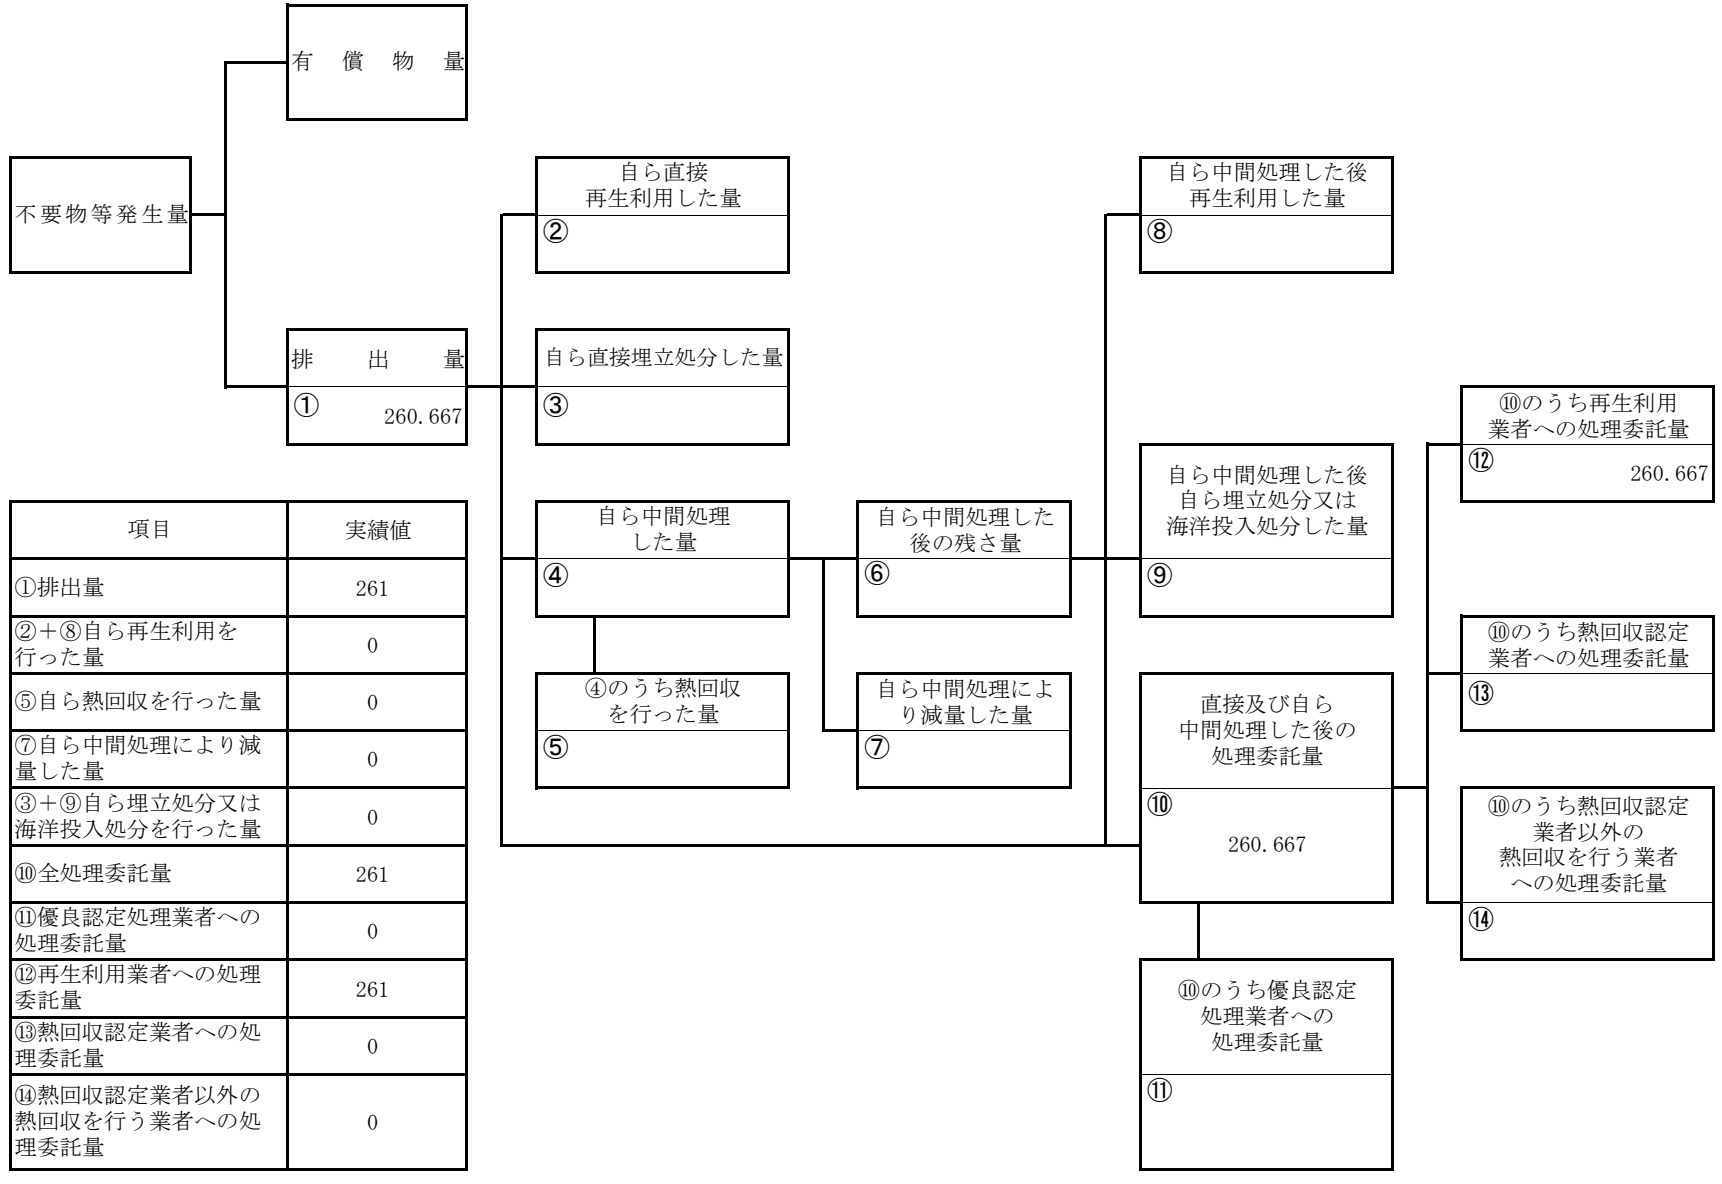 有償物量
不要物等発生量
排出量
①
260.667
自ら直接
再生利用した量
②
自ら直接埋立処分した量
③
自ら中間処理
した量
④
④のうち熱回収
を行った量
⑤
自ら中間処理した
後の残さ量
⑥
自ら中間処理によ
り減量した量
⑦
自ら中間処理した後
再生利用した量
⑧
自ら中間処理した後
自ら埋立処分又は
海洋投入処分した量
⑨
直接及び自ら
中間処理した後の
処理委託量
⑩
260.667
⑩のうち優良認定
処理業者への
処理委託量
⑪
⑩のうち再生利用
業者への処理委託量
⑫
260.667
⑩のうち熱回収認定
業者への処理委託量
⑬
⑩のうち熱回収認定
業者以外の
熱回収を行う業者
への処理委託量
⑭
項目 実績値
①排出量 261
②＋⑧自ら再生利用を
行った量 0
⑤自ら熱回収を行った量 0
⑦自ら中間処理により減
量した量 0
③＋⑨自ら埋立処分又は
海洋投入処分を行った量 0
⑩全処理委託量 261
⑪優良認定処理業者への
処理委託量 0
⑫再生利用業者への処理
委託量 261
⑬熱回収認定業者への処
理委託量 0
⑭熱回収認定業者以外の
熱回収を行う業者への処
理委託量 0